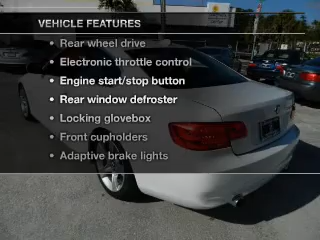 VEHICLE FEATURES
• Rear wheel drive
• Electronic throttle control
• Engine start/stop button
• Rear window defroster
• Locking glovebox
• Front cupholders
• Adaptive brake lights